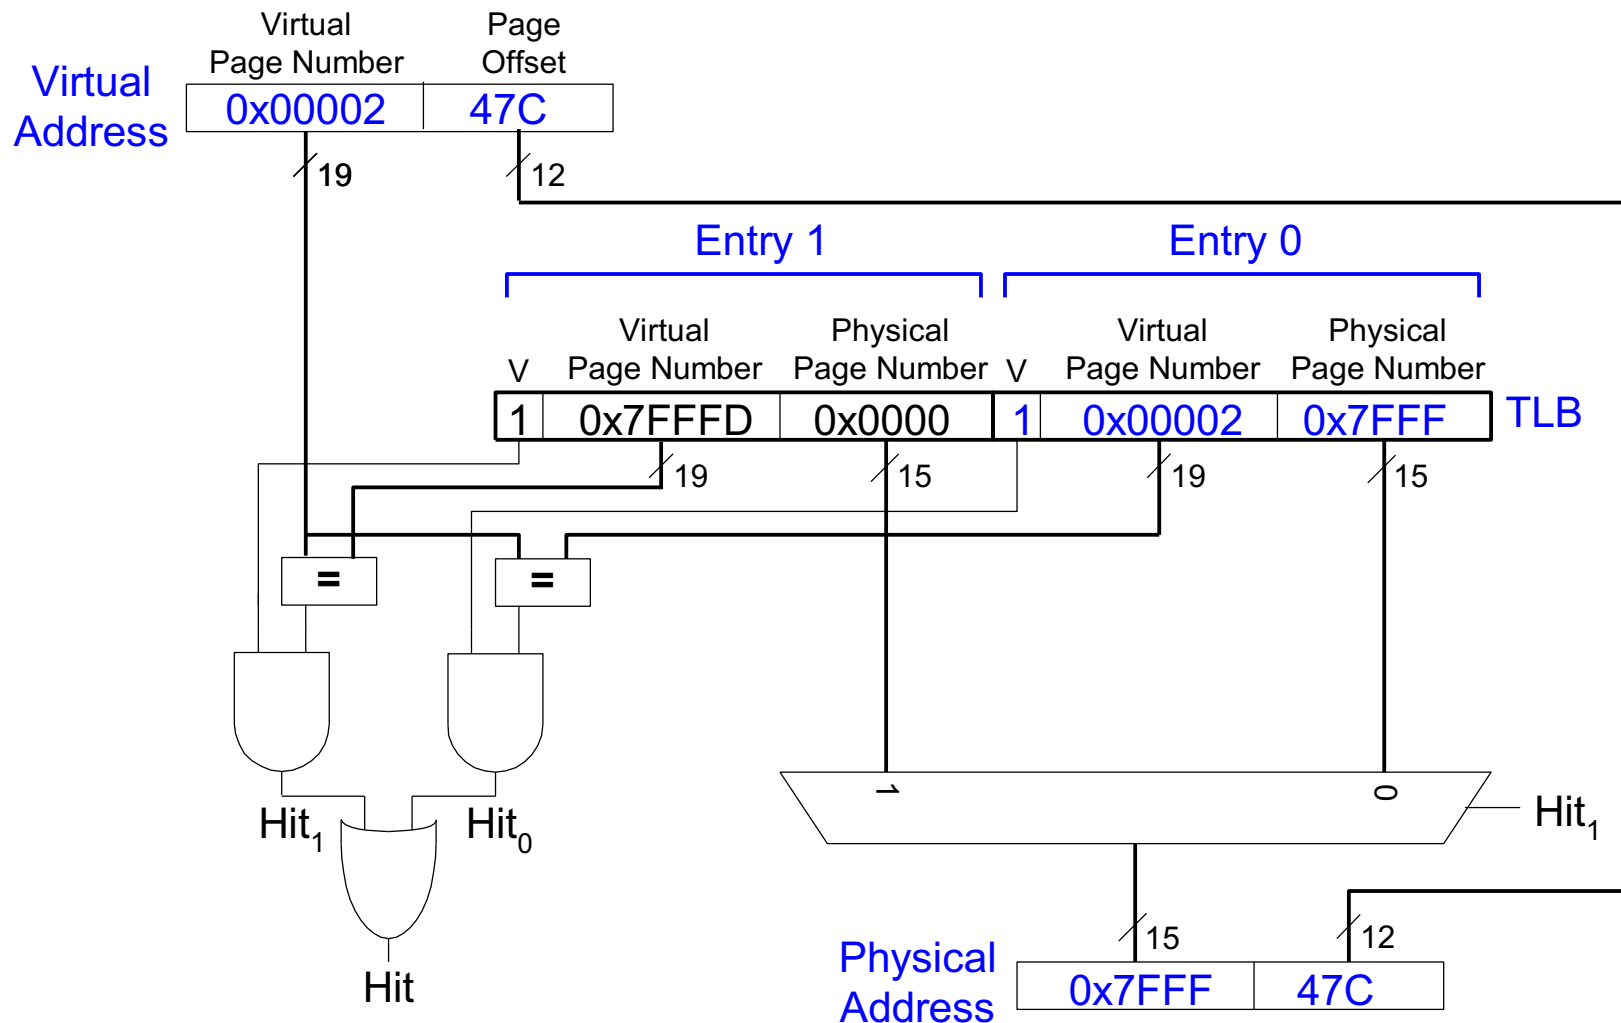 Virtual
Page Number
Page
Offset
Virtual
Address
0x00002
47C
19
12
Entry 1
Entry 0
V
Virtual
Page Number
Physical
Page Number
V
Virtual
Page Number
Physical
Page Number
1
0x7FFFD
0x0000
1
0x00002
0x7FFF
TLB
19
15
19
15
=
=
1
0
Hit1
Hit0
Hit1
Hit
15
12
Physical
Address
0x7FFF
47C